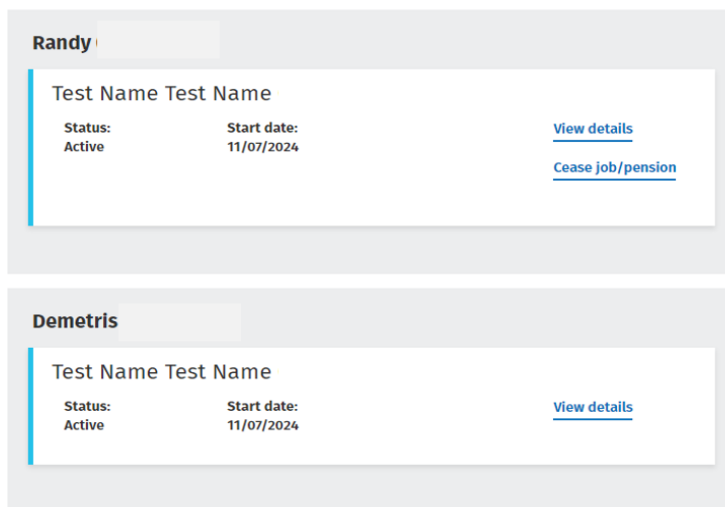 Randy
Test Name Test Name
Status: Start date: View details
Active 11/07/2024
Cease job/pension
Demetris
Test Name Test Name
Status: Start date: View details
Active 11/07/2024